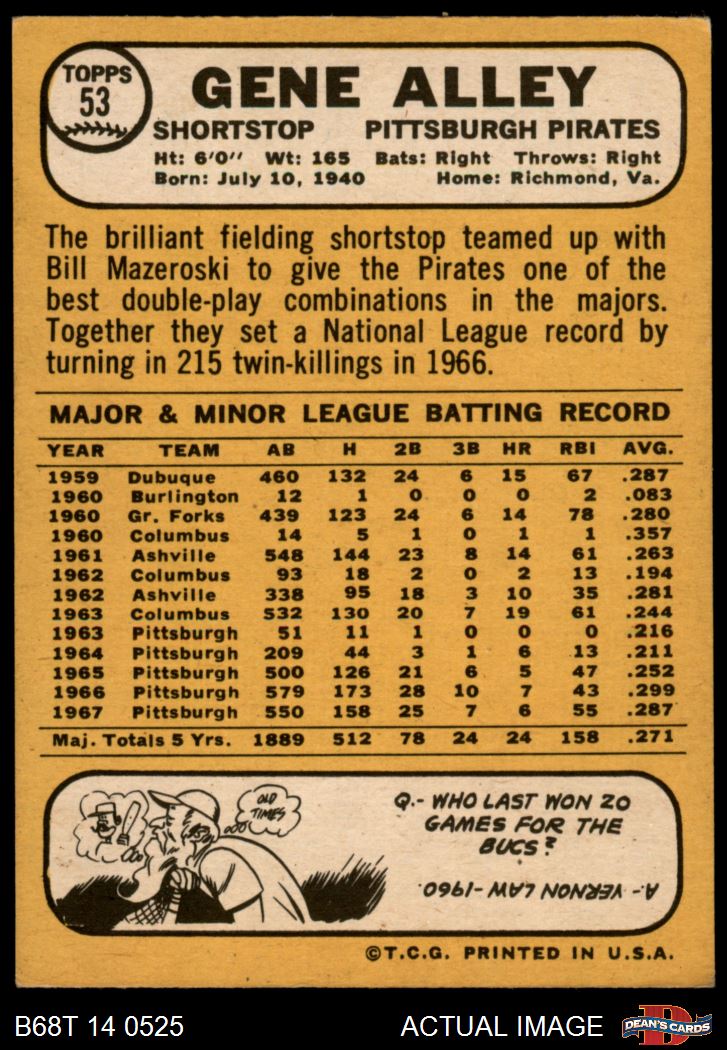 TOPPS
53
GENE ALLEY
SHORTSTOP PITTSBURGH PIRATES
Ht: 6'0'' Wt: 165 Bats: Right Throws: Right
Born: July 10, 1940 Home: Richmond, Va.
The brilliant fielding shortstop teamed up with
Bill Mazeroski to give the Pirates one of the
best double-play combinations in the majors.
Together they set a National League record by
turning in 215 twin-killings in 1966.
MAJOR & MINOR LEAGUE BATTING RECORD
YEAR TEAM AB H 2B 3B HR RBI AVG.
1959 Dubuque 460 132 24 6 15 67 .287
1960 Burlington 12 1 0 0 0 2 .083
1960 Gr. Forks 439 123 24 6 14 78 .280
1960 Columbus 14 5 1 0 1 1 .357
1961 Ashville 548 144 23 8 14 61 .263
1962 Columbus 93 18 2 0 2 13 .194
1962 Ashville 338 95 18 3 10 35 .281
1963 Columbus 532 130 20 7 19 61 .244
1963 Pittsburgh 51 11 1 0 0 0 .216
1964 Pittsburgh 209 44 3 1 6 13 .211
1965 Pittsburgh 500 126 21 6 5 47 .252
1966 Pittsburgh 579 173 28 10 7 43 .299
1967 Pittsburgh 550 158 25 7 6 55 .287
Maj. Totals 5 Yrs. 1889 512 78 24 24 158 .271
OLD
TIMES
Q.- WHO LAST WON 20
GAMES FOR THE
BUCS?
A.- VERNON LAW-1960
©T.C.G. PRINTED IN U.S.A.
B68T 14 0525 ACTUAL IMAGE
D
DEAN'S CARDS